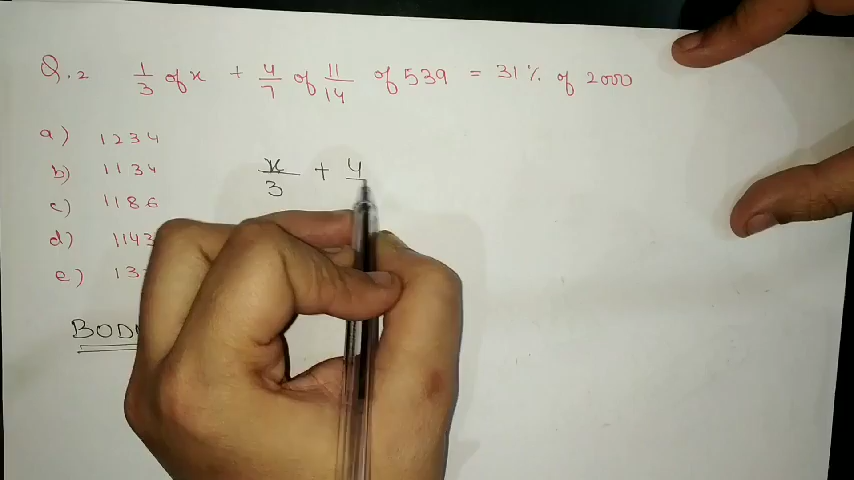 Q.2 1/3 of x + 4/7 of 11/14 of 539 = 31% of 2000
a) 1234
b) 1134
c) 1186
d)
e)
x/3 + 4